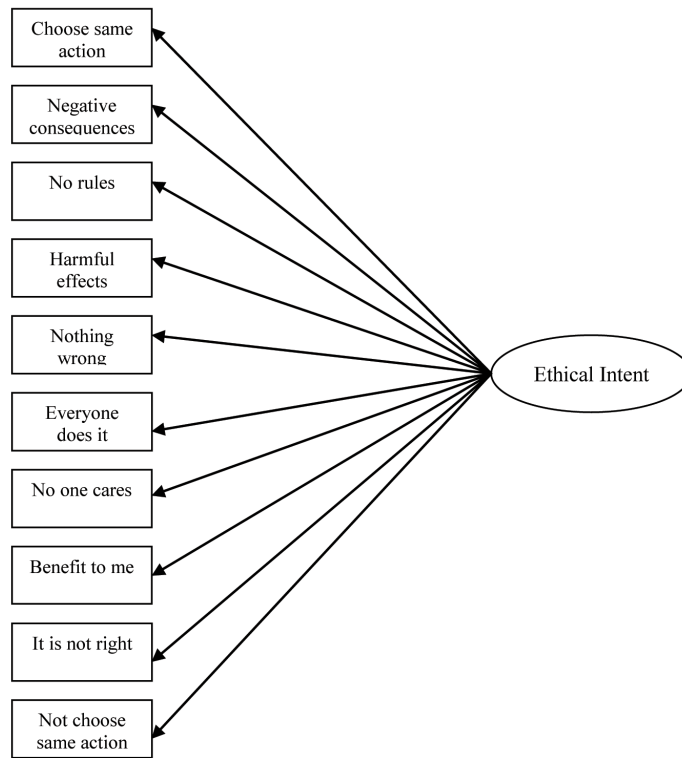 Choose same
action
Negative
consequences
No rules
Harmful
effects
Nothing
wrong
Everyone
does it
No one cares
Benefit to me
It is not right
Not choose
same action
Ethical Intent